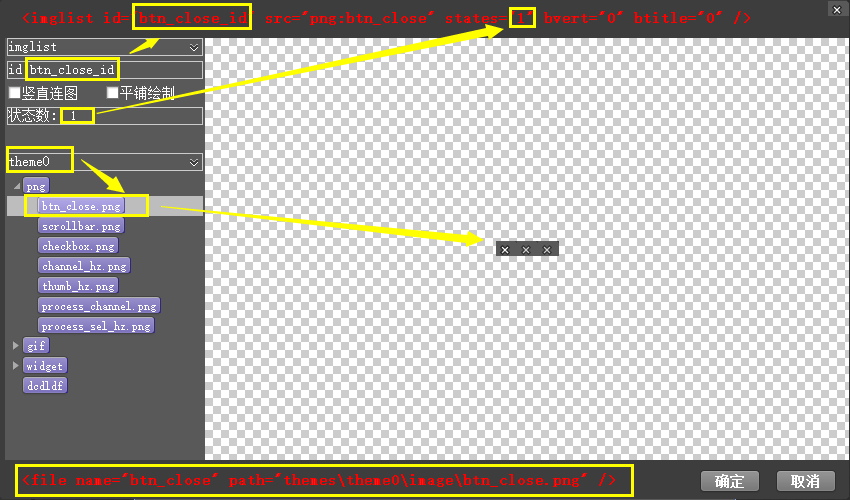 <imglist id="btn_close_id" src="png:btn_close" states="1" bvert="0" btitle="0" />
imglist
id btn_close_id
竖直连图 平铺绘制
状态数: 1
theme0
png
btn_close.png
scrollbar.png
checkbox.png
channel_hz.png
thumb_hz.png
process_channel.png
process_sel_hz.png
gif
widget
dcdldf
<file name="btn_close" path="themes\theme0\image\btn_close.png" />
确定 取消